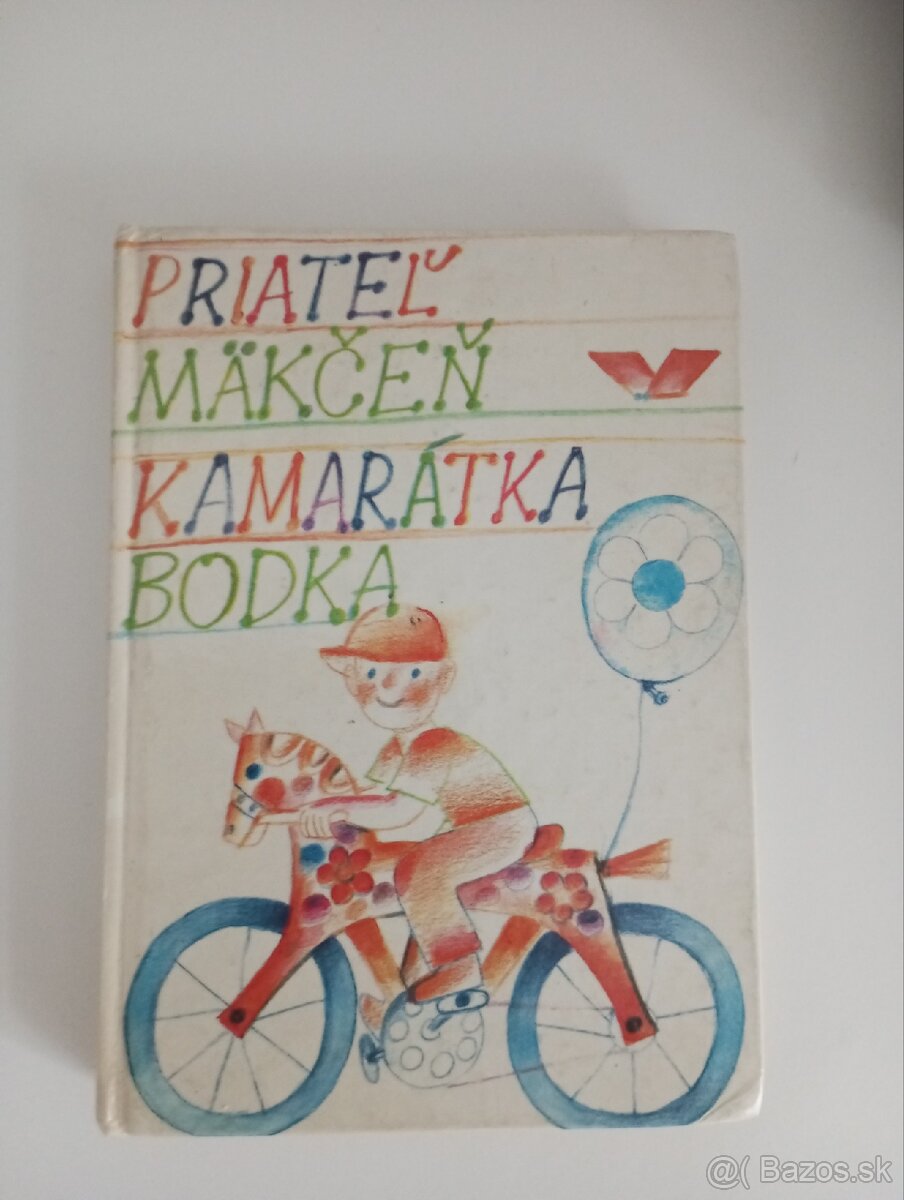 PRIATEĽ
MÄKČEŇ
KAMARÁTKA
BODKA
@( Bazos.sk